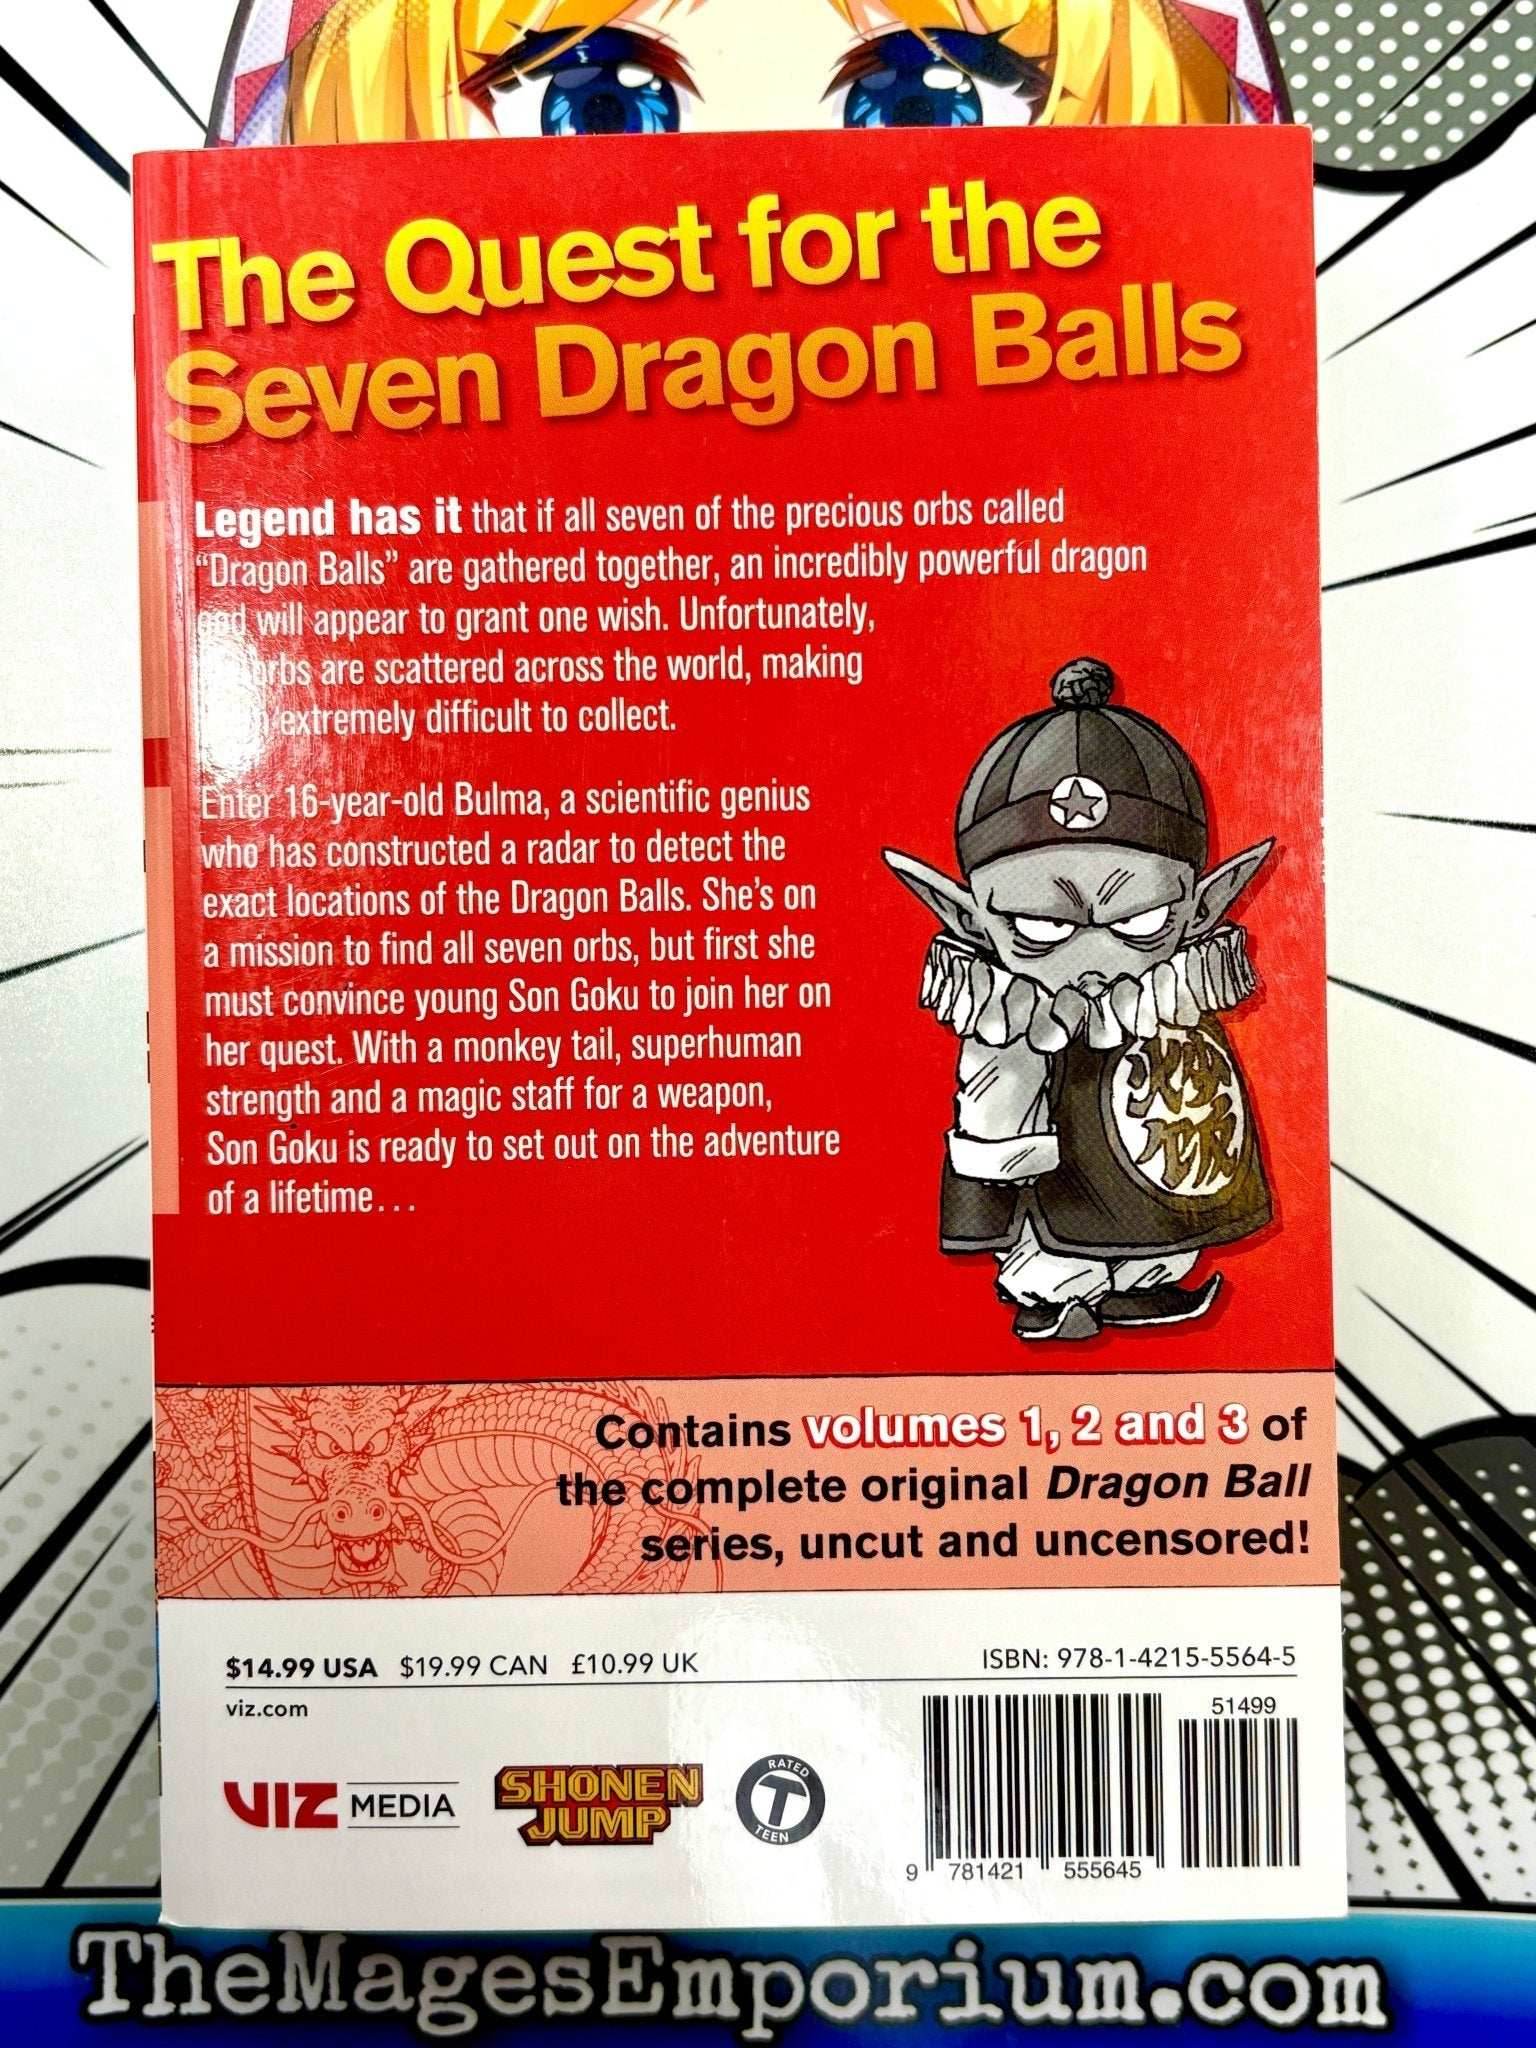 The Quest for the
Seven Dragon Balls
Legend has it that if all seven of the precious orbs called
“Dragon Balls” are gathered together, an incredibly powerful dragon
god will appear to grant one wish. Unfortunately,
orbs are scattered across the world, making
extremely difficult to collect.
Enter 16-year-old Bulma, a scientific genius
who has constructed a radar to detect the
exact locations of the Dragon Balls. She’s on
a mission to find all seven orbs, but first she
must convince young Son Goku to join her on
her quest. With a monkey tail, superhuman
strength and a magic staff for a weapon,
Son Goku is ready to set out on the adventure
of a lifetime...
Contains volumes 1, 2 and 3 of
the complete original Dragon Ball
series, uncut and uncensored!
$14.99 USA $19.99 CAN £10.99 UK
ISBN: 978-1-4215-5564-5
viz.com
51499
VIZ MEDIA
SHONEN
JUMP
RATED
T
TEEN
9 781421 555645
TheMagesEmporium.com